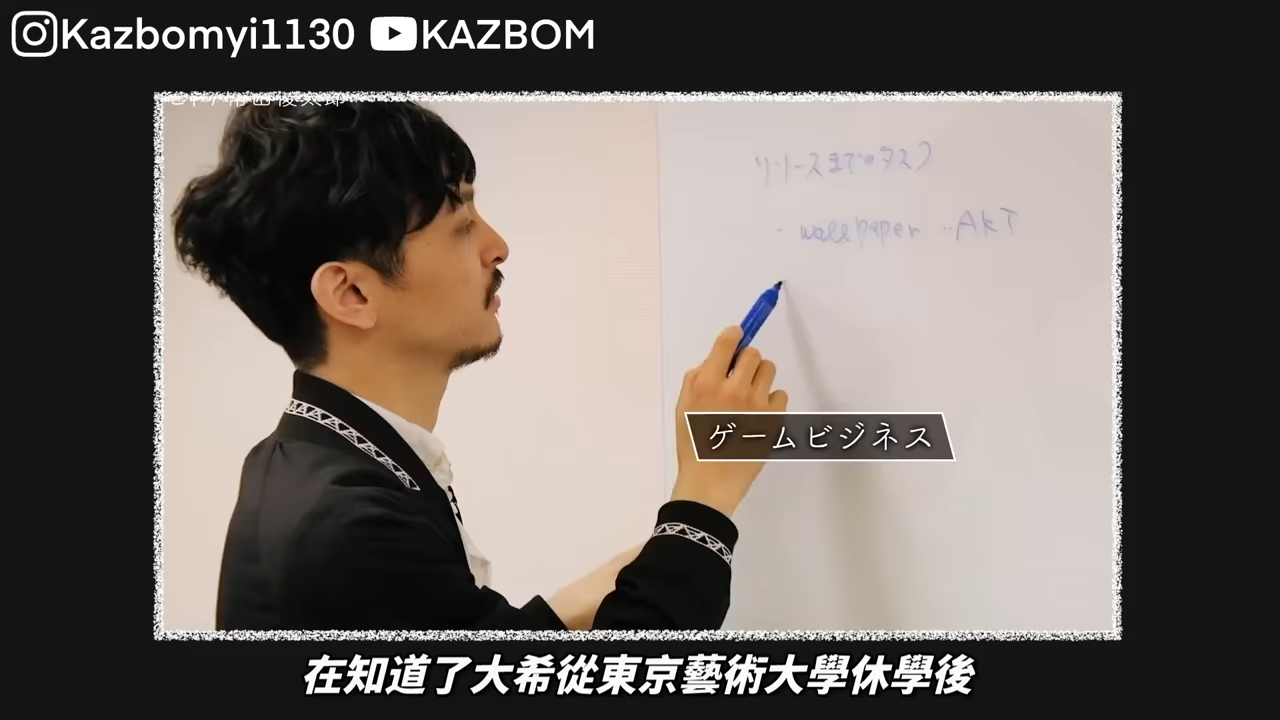 Kazbomyi1130 KAZBOM
リリースまでのタスク
・wallpaper ‥AKT
ゲームビジネス
在知道了大希從東京藝術大學休學後